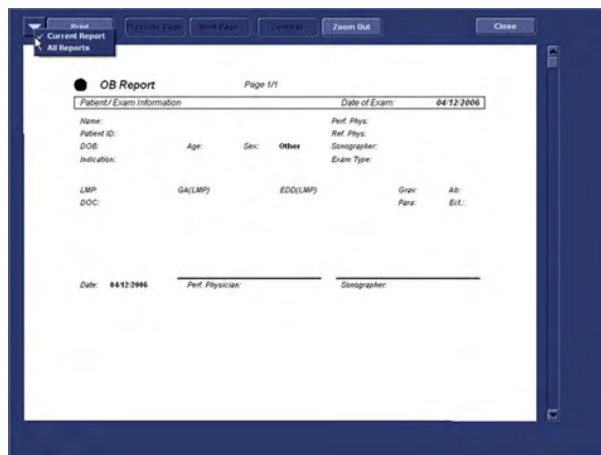 Print Previous Page Next Page Zoom In Zoom Out Close
Current Report
All Reports
OB Report Page 1/1
Patient/Exam Information Date of Exam: 04/12/2006
Name: Perf. Phys:
Patient ID: Ref. Phys:
DOB: Age: Sex: Other Sonographer:
Indication: Exam Type:
LMP: GA(LMP) EDD(LMP) Grav: Ab:
DOC: Para: Ect.:
Date: 04/12/2006 Perf. Physician: Sonographer: